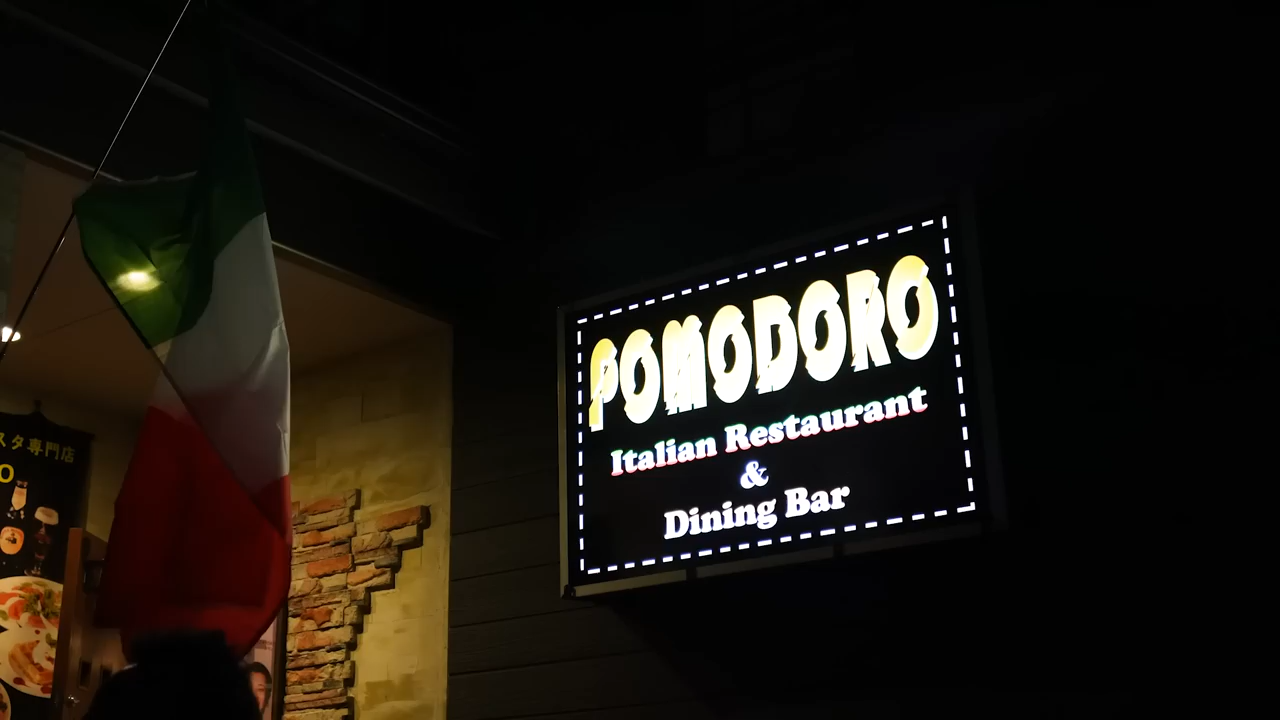 スタ専門店
O
POMODORO
Italian Restaurant
&
Dining Bar